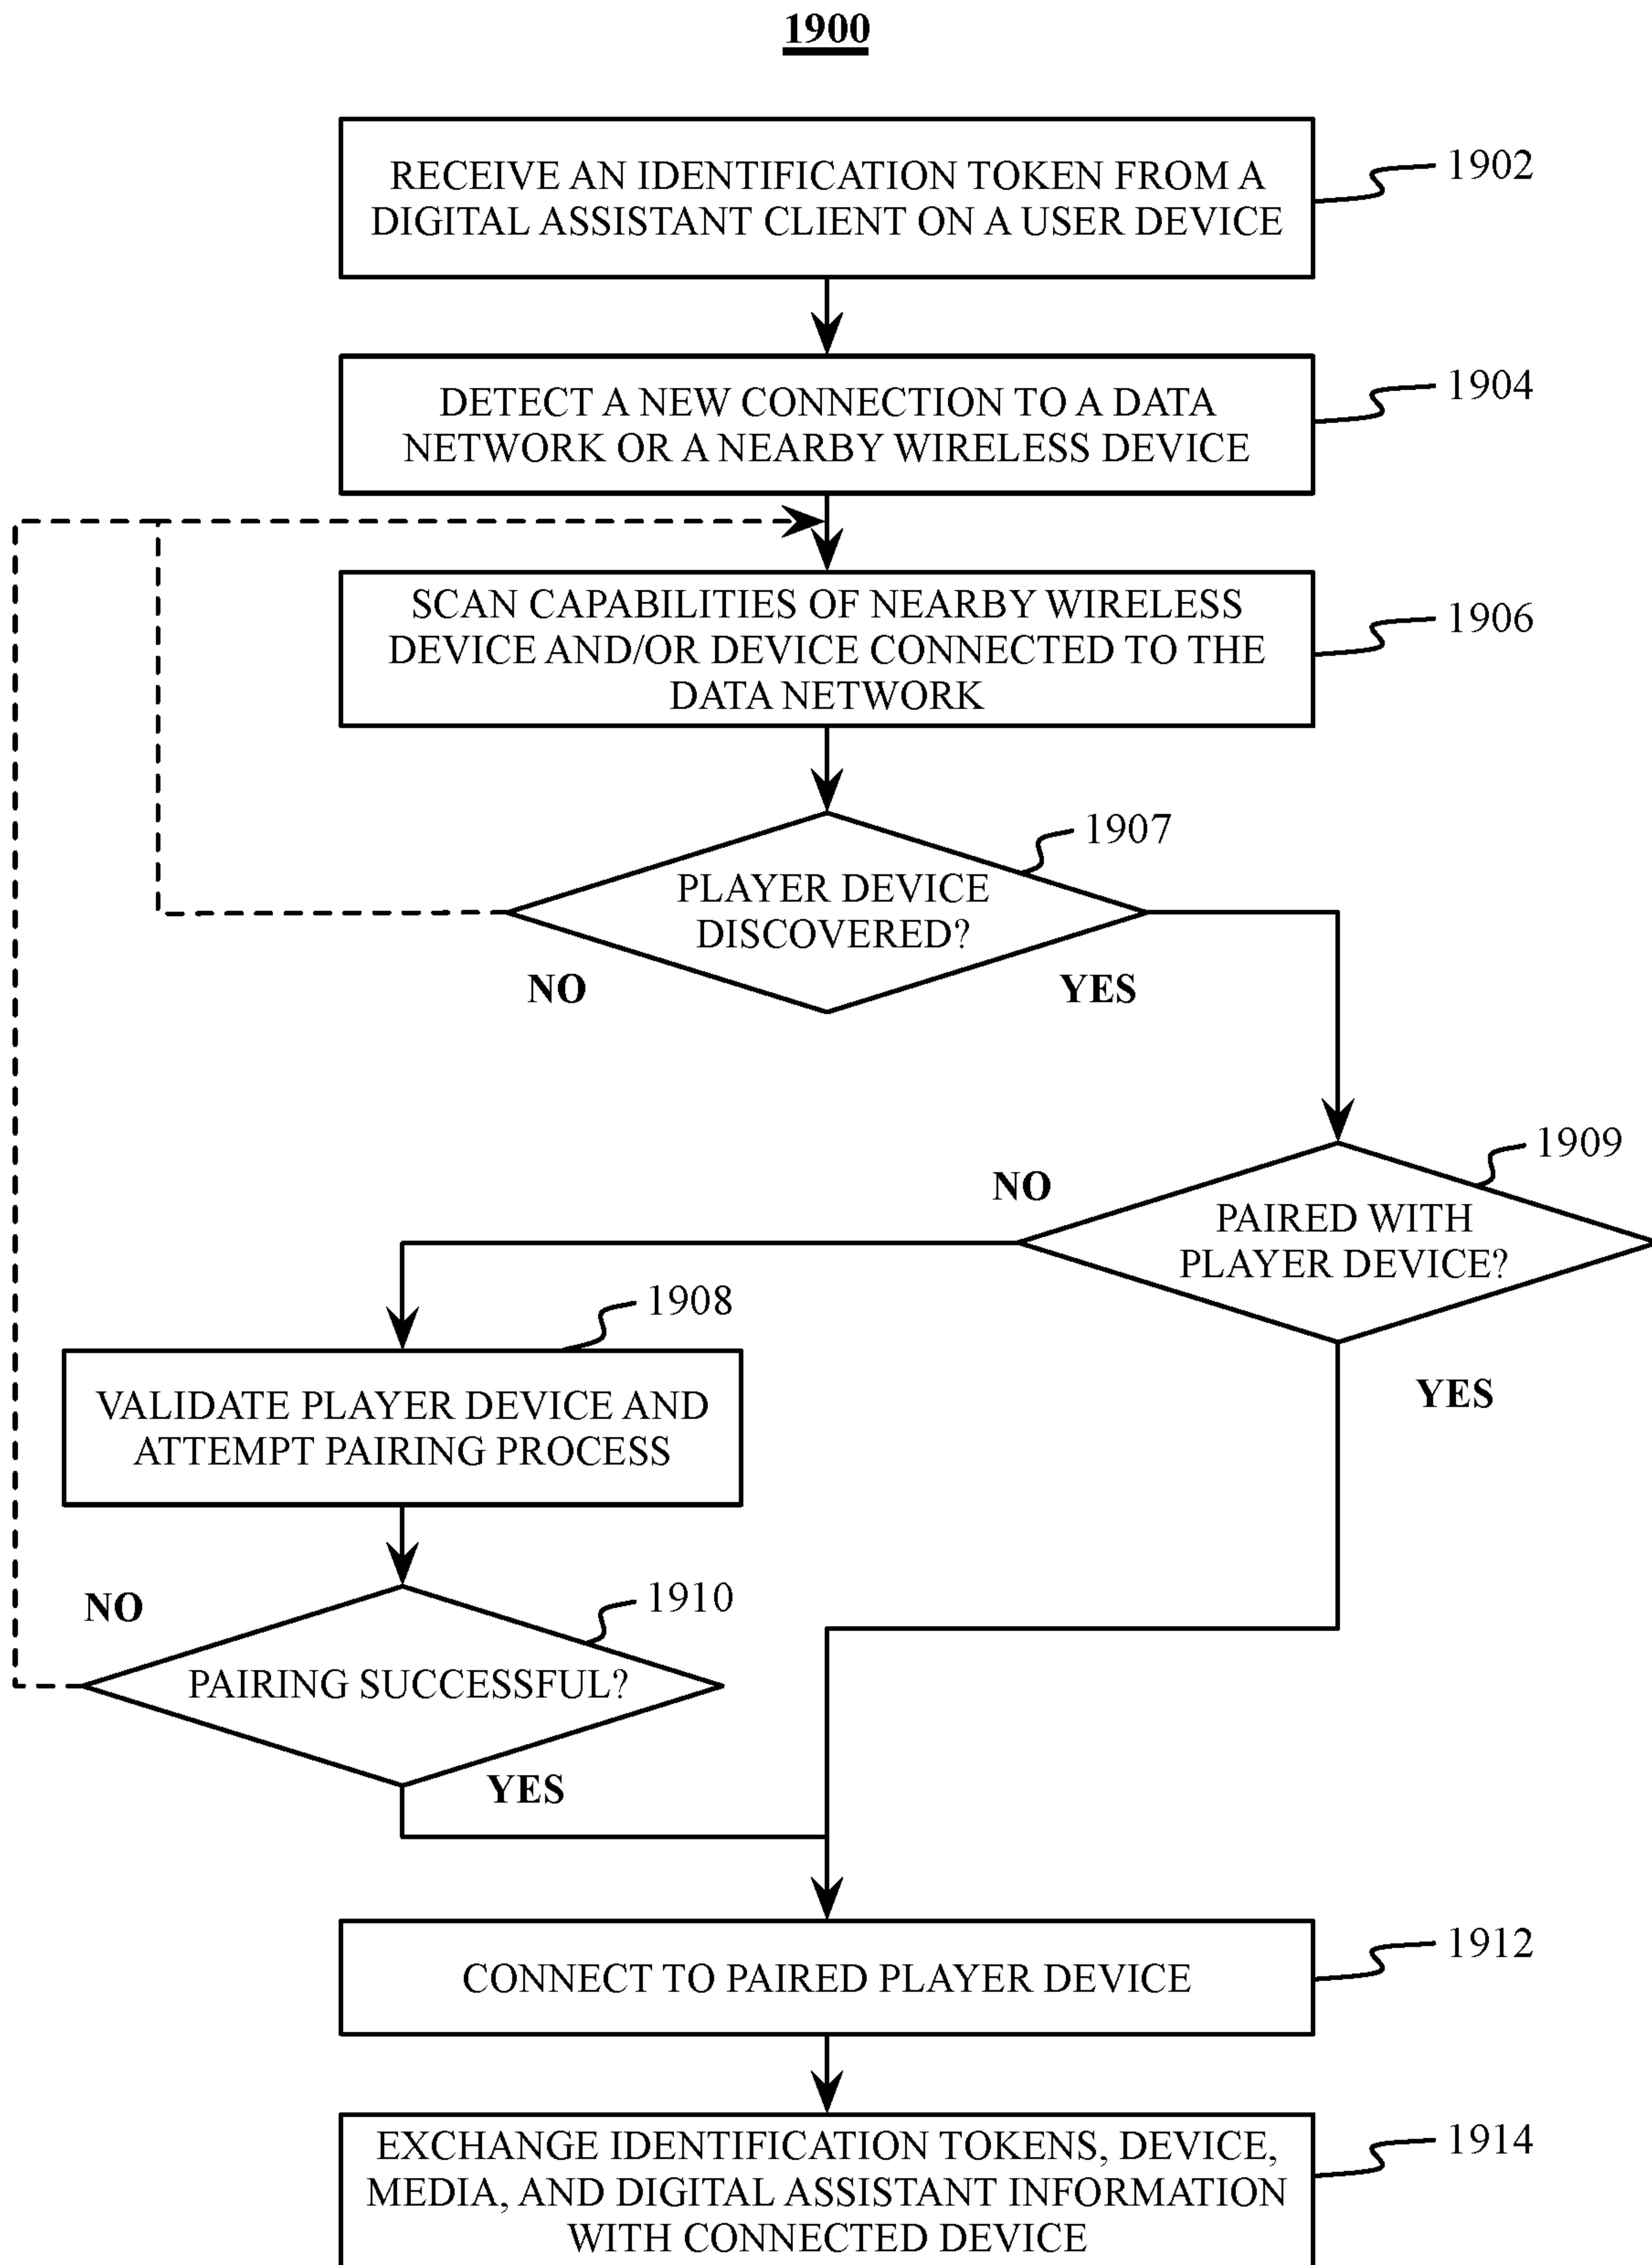 1900
RECEIVE AN IDENTIFICATION TOKEN FROM A
DIGITAL ASSISTANT CLIENT ON A USER DEVICE
1902
DETECT A NEW CONNECTION TO A DATA
NETWORK OR A NEARBY WIRELESS DEVICE
1904
SCAN CAPABILITIES OF NEARBY WIRELESS
DEVICE AND/OR DEVICE CONNECTED TO THE
DATA NETWORK
1906
1907
PLAYER DEVICE
DISCOVERED?
NO
YES
1909
NO
PAIRED WITH
PLAYER DEVICE?
YES
1908
VALIDATE PLAYER DEVICE AND
ATTEMPT PAIRING PROCESS
1910
NO
PAIRING SUCCESSFUL?
YES
CONNECT TO PAIRED PLAYER DEVICE
1912
EXCHANGE IDENTIFICATION TOKENS, DEVICE,
MEDIA, AND DIGITAL ASSISTANT INFORMATION
WITH CONNECTED DEVICE
1914